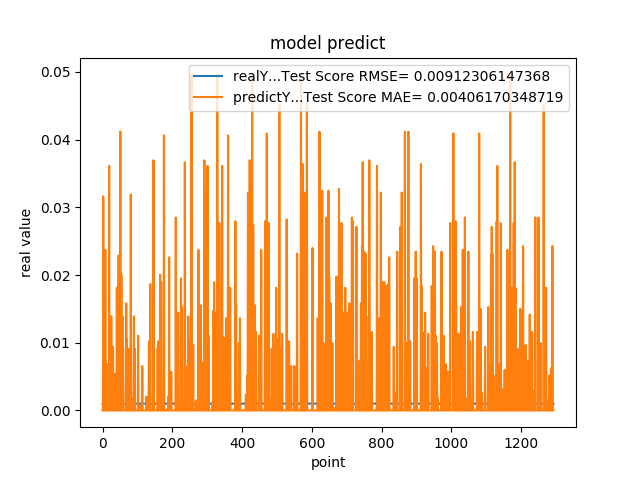 model predict
realY...Test Score RMSE= 0.00912306147368
predictY...Test Score MAE= 0.00406170348719
0.05
0.04
0.03
0.02
0.01
0.00
real value
0 200 400 600 800 1000 1200
point